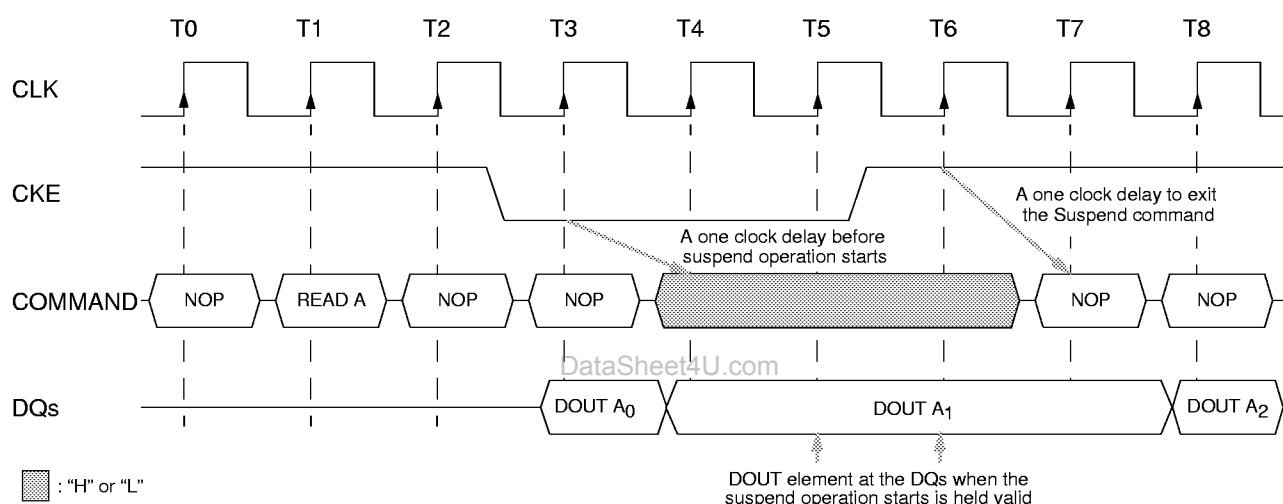 T0 T1 T2 T3 T4 T5 T6 T7 T8
CLK
CKE
A one clock delay to exit
the Suspend command
A one clock delay before
suspend operation starts
COMMAND NOP READ A NOP NOP NOP NOP
DataSheet4U.com
DQs DOUT A0 DOUT A1 DOUT A2
: “H” or “L”
DOUT element at the DQs when the
suspend operation starts is held valid